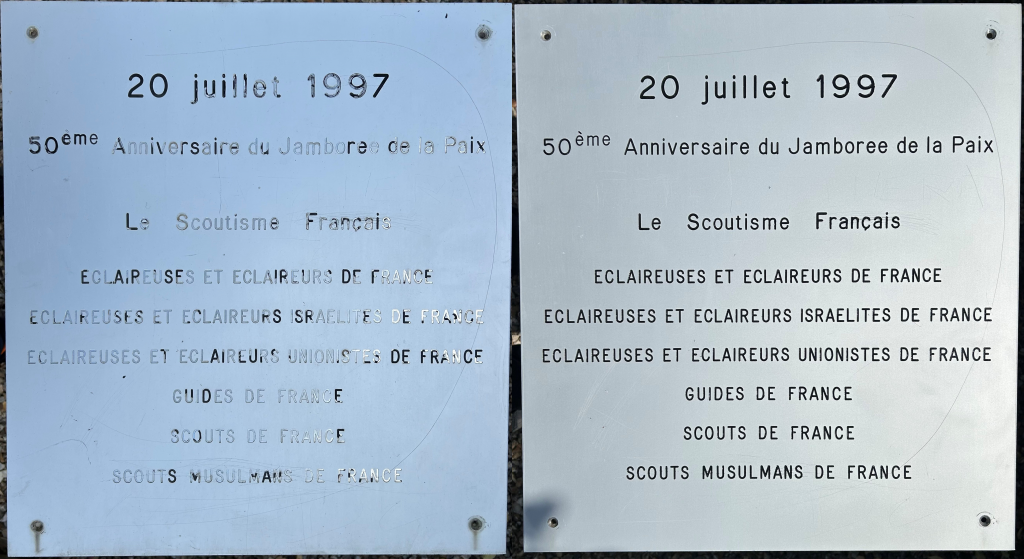 20 juillet 1997
50ème Anniversaire du Jamboree de la Paix
Le Scoutisme Français
ECLAIREUSES ET ECLAIREURS DE FRANCE
ECLAIREUSES ET ECLAIREURS ISRAELITES DE FRANCE
ECLAIREUSES ET ECLAIREURS UNIONISTES DE FRANCE
GUIDES DE FRANCE
SCOUTS DE FRANCE
SCOUTS MUSULMANS DE FRANCE
20 juillet 1997
50ème Anniversaire du Jamboree de la Paix
Le Scoutisme Français
ECLAIREUSES ET ECLAIREURS DE FRANCE
ECLAIREUSES ET ECLAIREURS ISRAELITES DE FRANCE
ECLAIREUSES ET ECLAIREURS UNIONISTES DE FRANCE
GUIDES DE FRANCE
SCOUTS DE FRANCE
SCOUTS MUSULMANS DE FRANCE